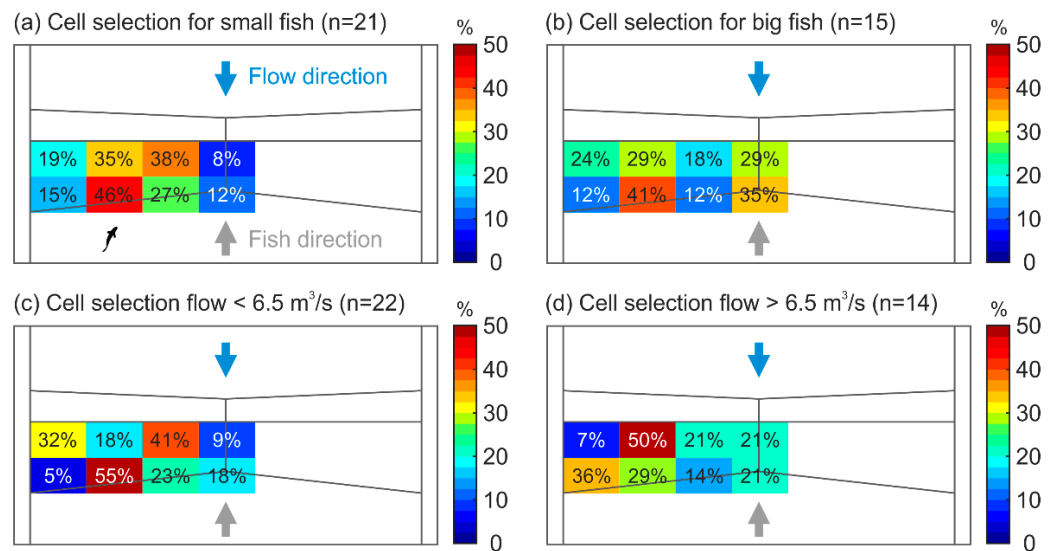 (a) Cell selection for small fish (n=21)
%
Flow direction
19% 35% 38% 8%
15% 46% 27% 12%
Fish direction
50
40
30
20
10
0
(b) Cell selection for big fish (n=15)
%
24% 29% 18% 29%
12% 41% 12% 35%
50
40
30
20
10
0
(c) Cell selection flow < 6.5 m³/s (n=22)
%
32% 18% 41% 9%
5% 55% 23% 18%
50
40
30
20
10
0
(d) Cell selection flow > 6.5 m³/s (n=14)
%
7% 50% 21% 21%
36% 29% 14% 21%
50
40
30
20
10
0